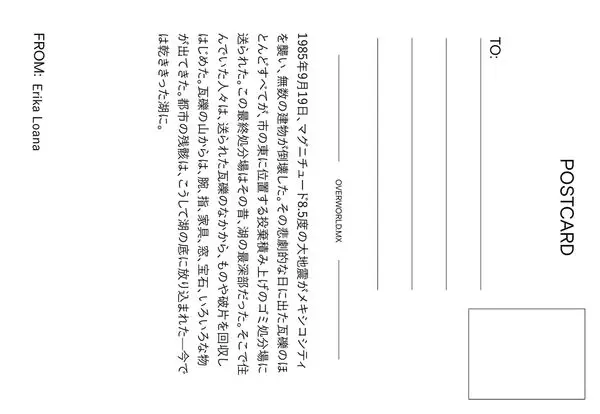 POSTCARD
TO:
OVERWORLD.MX
1985年9月19日、マグニチュード8.5度の大地震がメキシコシティ
を襲い、無数の建物が倒壊した。その悲劇的な日に出た瓦礫のほ
とんどすべてが、市の東に位置する投棄積み上げのゴミ処分場に
送られた。この最終処分場はその昔、湖の最深部だった。そこで住
んでいた人々は、送られた瓦礫のなかから、ものや破片を回収し
はじめた。瓦礫の山からは、腕、指、家具、窓、宝石、いろいろな物
が出てきた。都市の残骸は、こうして湖の底に放り込まれた―今で
は乾ききった湖に。
FROM: Erika Loana